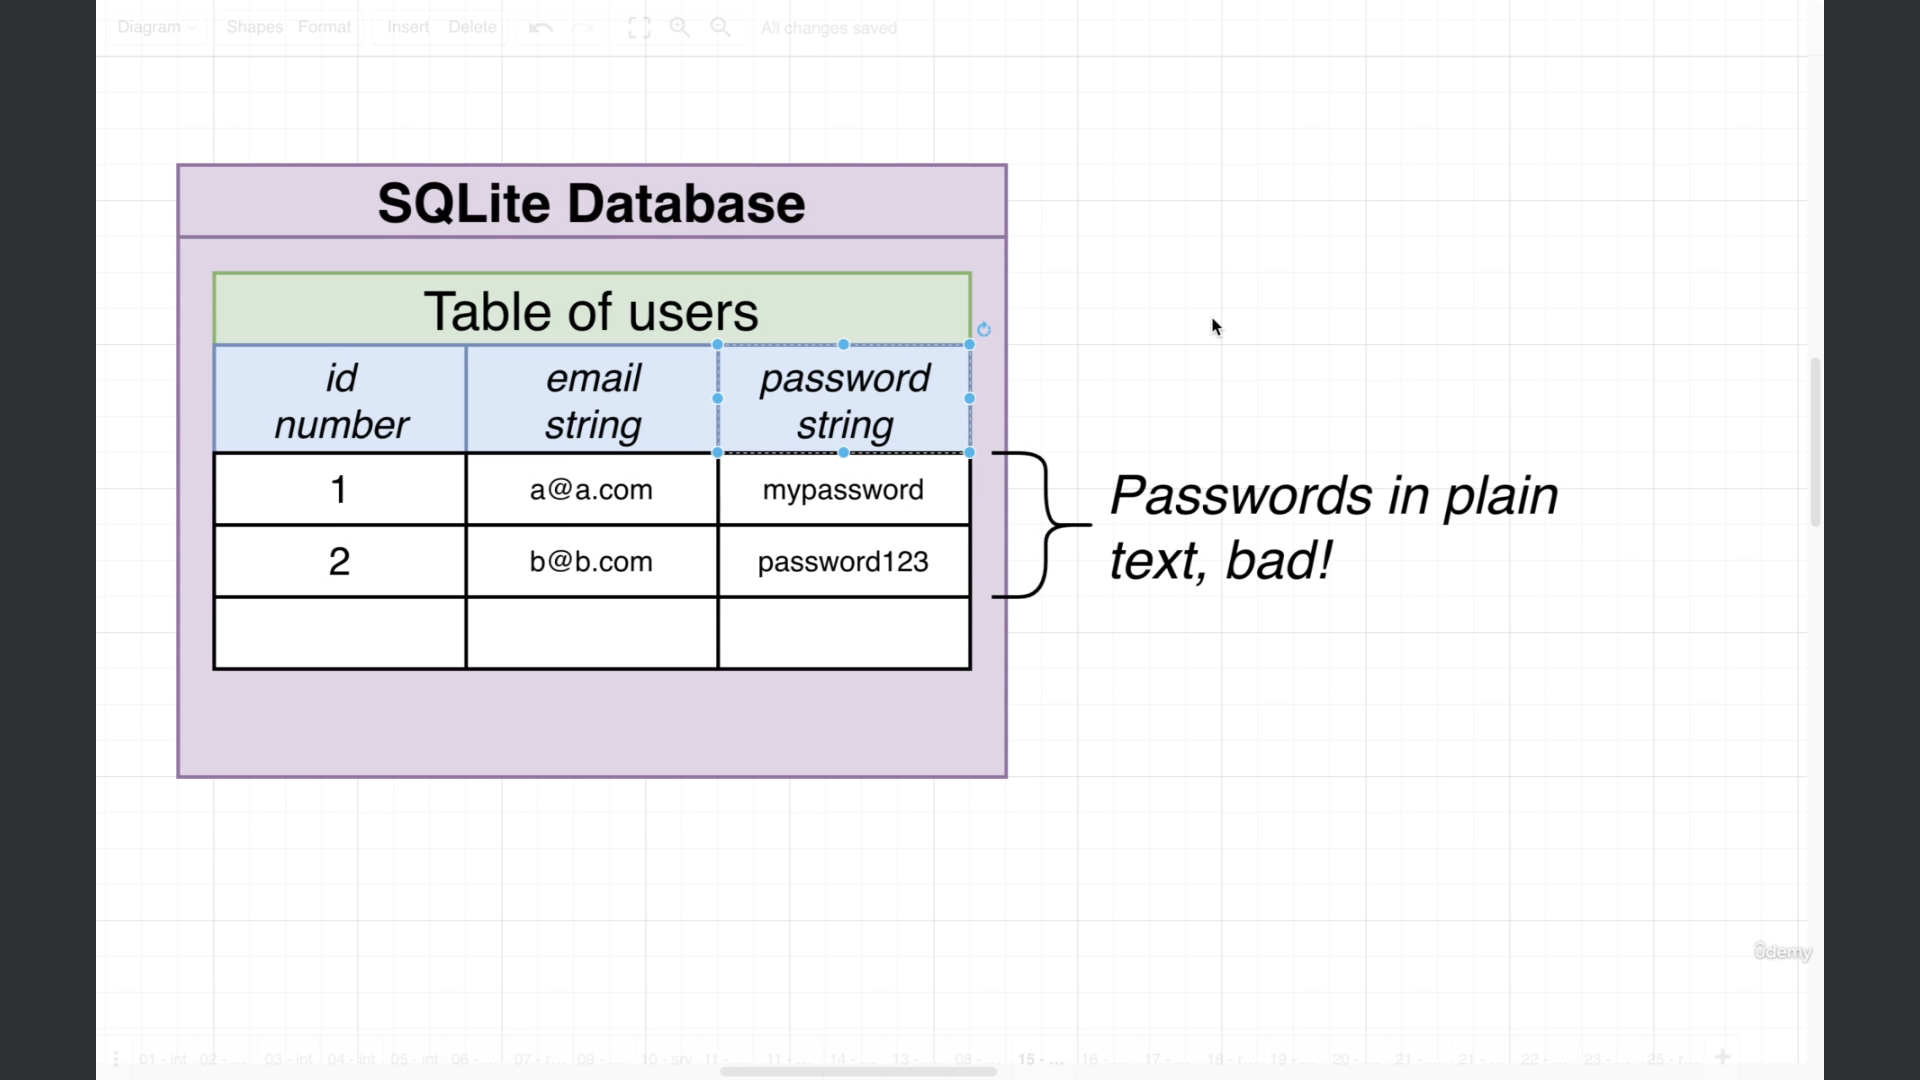 Diagram
Shapes Format
Insert Delete
All changes saved
SQLite Database
Table of users
id
number
email
string
password
string
1 a@a.com mypassword
2 b@b.com password123
Passwords in plain
text, bad!
ûdemy
01 - int 02 - ... 03 - int 04 - int 05 - int 06 - ... 07 - r... 09 - ... 10 - srv 11 - ... 11 - ... 14 - ... 13 - ... 08 - ... 15 - ... 16 - ... 17 - ... 18 - r... 19 - ... 20 - ... 21 - ... 21 - ... 22 - ... 23 - ... 25 - r...